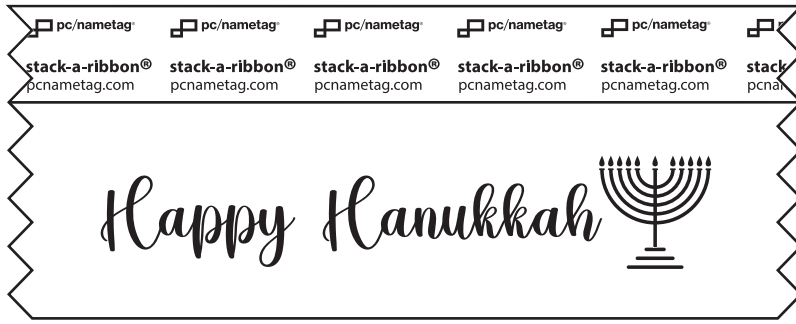 pc/nametag® pc/nametag® pc/nametag® pc/nametag® pc/nametag®
stack-a-ribbon® stack-a-ribbon® stack-a-ribbon® stack-a-ribbon® stack-a-ribbon® stack
pcnametag.com pcnametag.com pcnametag.com pcnametag.com pcnametag.com
Happy Hanukkah